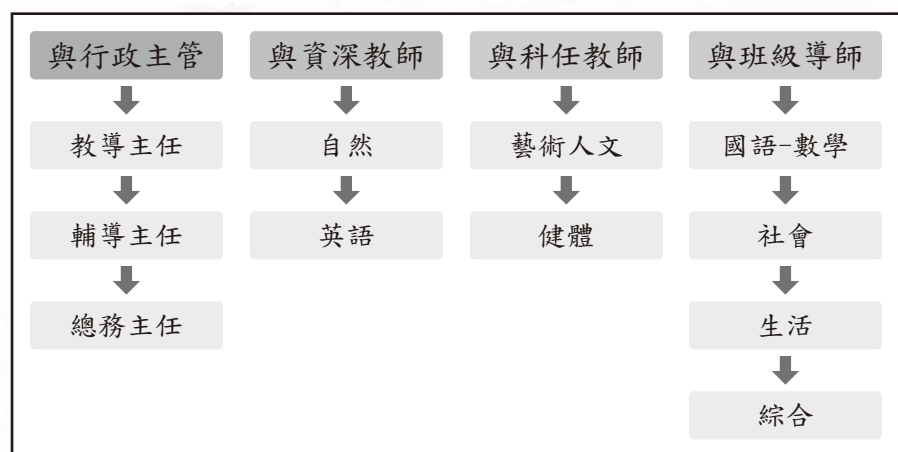 與行政主管
教導主任
輔導主任
總務主任
與資深教師
自然
英語
與科任教師
藝術人文
健體
與班級導師
國語-數學
社會
生活
綜合